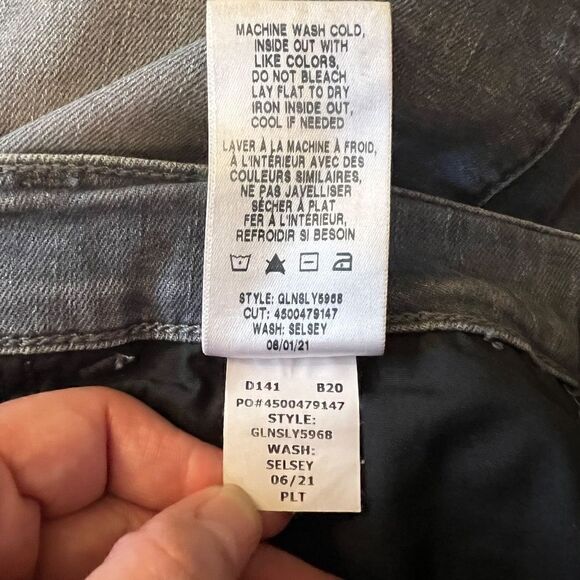 MACHINE WASH COLD,
INSIDE OUT WITH
LIKE COLORS,
DO NOT BLEACH
LAY FLAT TO DRY
IRON INSIDE OUT,
COOL IF NEEDED
LAVER À LA MACHINE À FROID,
À L'INTÉRIEUR AVEC DES
COULEURS SIMILAIRES,
NE PAS JAVELLISER
SÉCHER À PLAT
FER À L'INTÉRIEUR,
REFROIDIR SI BESOIN
STYLE: GLNSLY5968
CUT: 4500479147
WASH: SELSEY
06/01/21
D141 B20
PO#4500479147
STYLE:
GLNSLY5968
WASH:
SELSEY
06/21
PLT